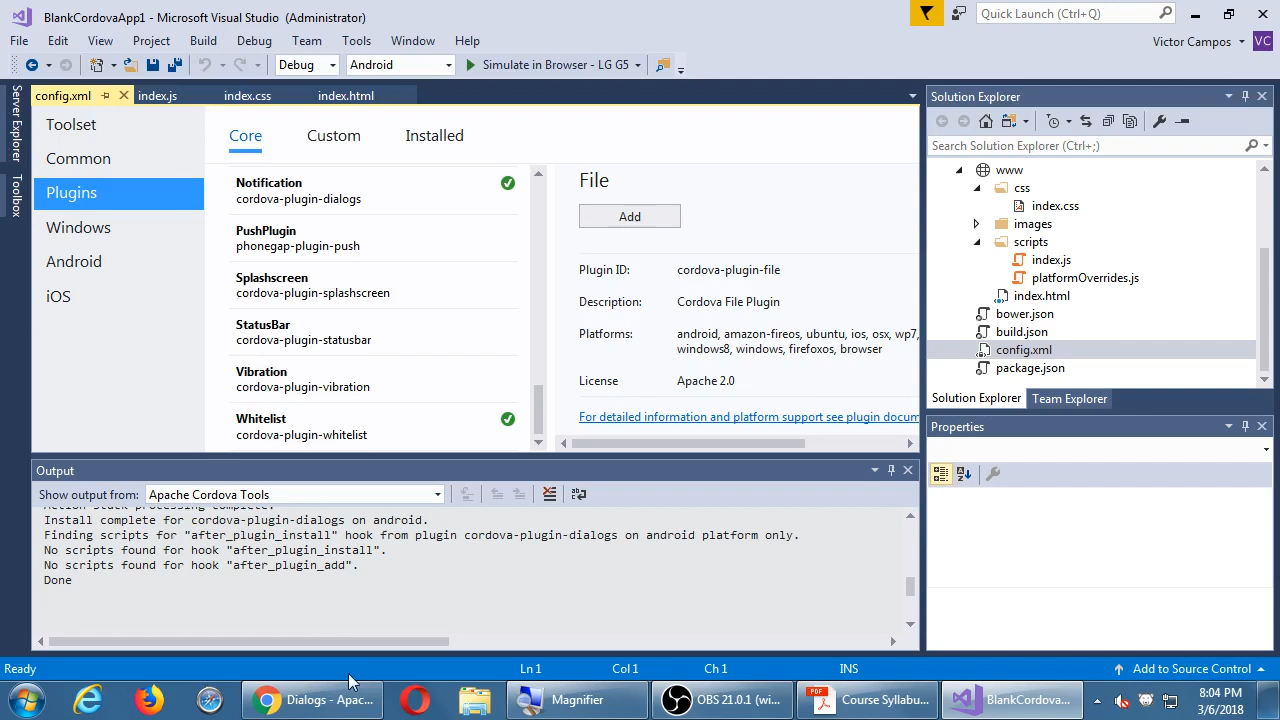 BlankCordovaApp1 - Microsoft Visual Studio (Administrator)
Quick Launch (Ctrl+Q)
File Edit View Project Build Debug Team Tools Window Help
Victor Campos VC
Debug Android Simulate in Browser - LG G5
Server Explorer
Toolbox
config.xml index.js index.css index.html
Toolset
Common
Plugins
Windows
Android
iOS
Core Custom Installed
Notification
cordova-plugin-dialogs
PushPlugin
phonegap-plugin-push
Splashscreen
cordova-plugin-splashscreen
StatusBar
cordova-plugin-statusbar
Vibration
cordova-plugin-vibration
Whitelist
cordova-plugin-whitelist
File
Add
Plugin ID: cordova-plugin-file
Description: Cordova File Plugin
Platforms: android, amazon-fireos, ubuntu, ios, osx, wp7,
windows8, windows, firefoxos, browser
License Apache 2.0
For detailed information and platform support see plugin docum
Solution Explorer
Search Solution Explorer (Ctrl+;)
www
css
index.css
images
scripts
index.js
platformOverrides.js
index.html
bower.json
build.json
config.xml
package.json
Solution Explorer Team Explorer
Properties
Output
Show output from: Apache Cordova Tools
Action stack processing complete.
Install complete for cordova-plugin-dialogs on android.
Finding scripts for "after_plugin_install" hook from plugin cordova-plugin-dialogs on android platform only.
No scripts found for hook "after_plugin_install".
No scripts found for hook "after_plugin_add".
Done
Ready Ln 1 Col 1 Ch 1 INS Add to Source Control
Dialogs - Apac... Magnifier OBS 21.0.1 (wi... PDF Course Syllabu... BlankCordova... 8:04 PM
3/6/2018